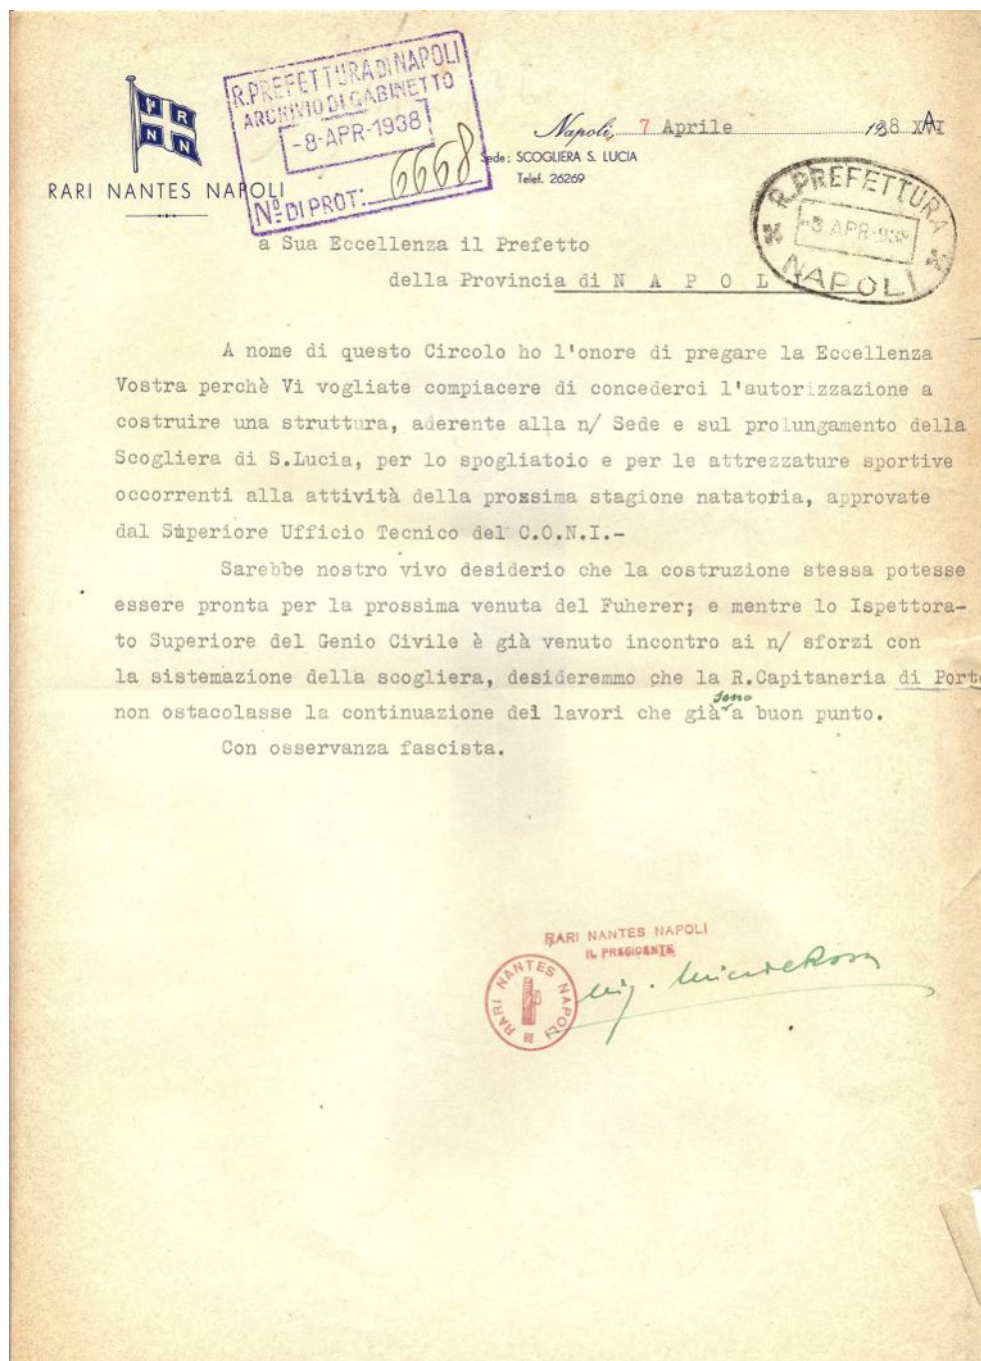 R.PREFETTURA DI NAPOLI
ARCHIVIO DI GABINETTO
-8-APR-1938
Nº DI PROT: 6668
R N
N N
RARI NANTES NAPOLI
Napoli, 7 Aprile 1938 XVI
Sede: SCOGLIERA S. LUCIA
Telef. 26269
R.PREFETTURA
APR.
NAPOLI
a Sua Eccellenza il Prefetto
della Provincia di N A P O L I
A nome di questo Circolo ho l'onore di pregare la Eccellenza
Vostra perchè Vi vogliate compiacere di concederci l'autorizzazione a
costruire una struttura, aderente alla n/ Sede e sul prolungamento della
Scogliera di S.Lucia, per lo spogliatoio e per le attrezzature sportive
occorrenti alla attività della prossima stagione natatoria, approvate
dal Superiore Ufficio Tecnico del C.O.N.I.-
Sarebbe nostro vivo desiderio che la costruzione stessa potesse
essere pronta per la prossima venuta del Fuherer; e mentre lo Ispettora-
to Superiore del Genio Civile è già venuto incontro ai n/ sforzi con
la sistemazione della scogliera, desideremmo che la R.Capitaneria di Porto
non ostacolasse la continuazione dei lavori che già sono a buon punto.
Con osservanza fascista.
RARI NANTES NAPOLI
IL PRESIDENTE
RARI NANTES NAPOLI